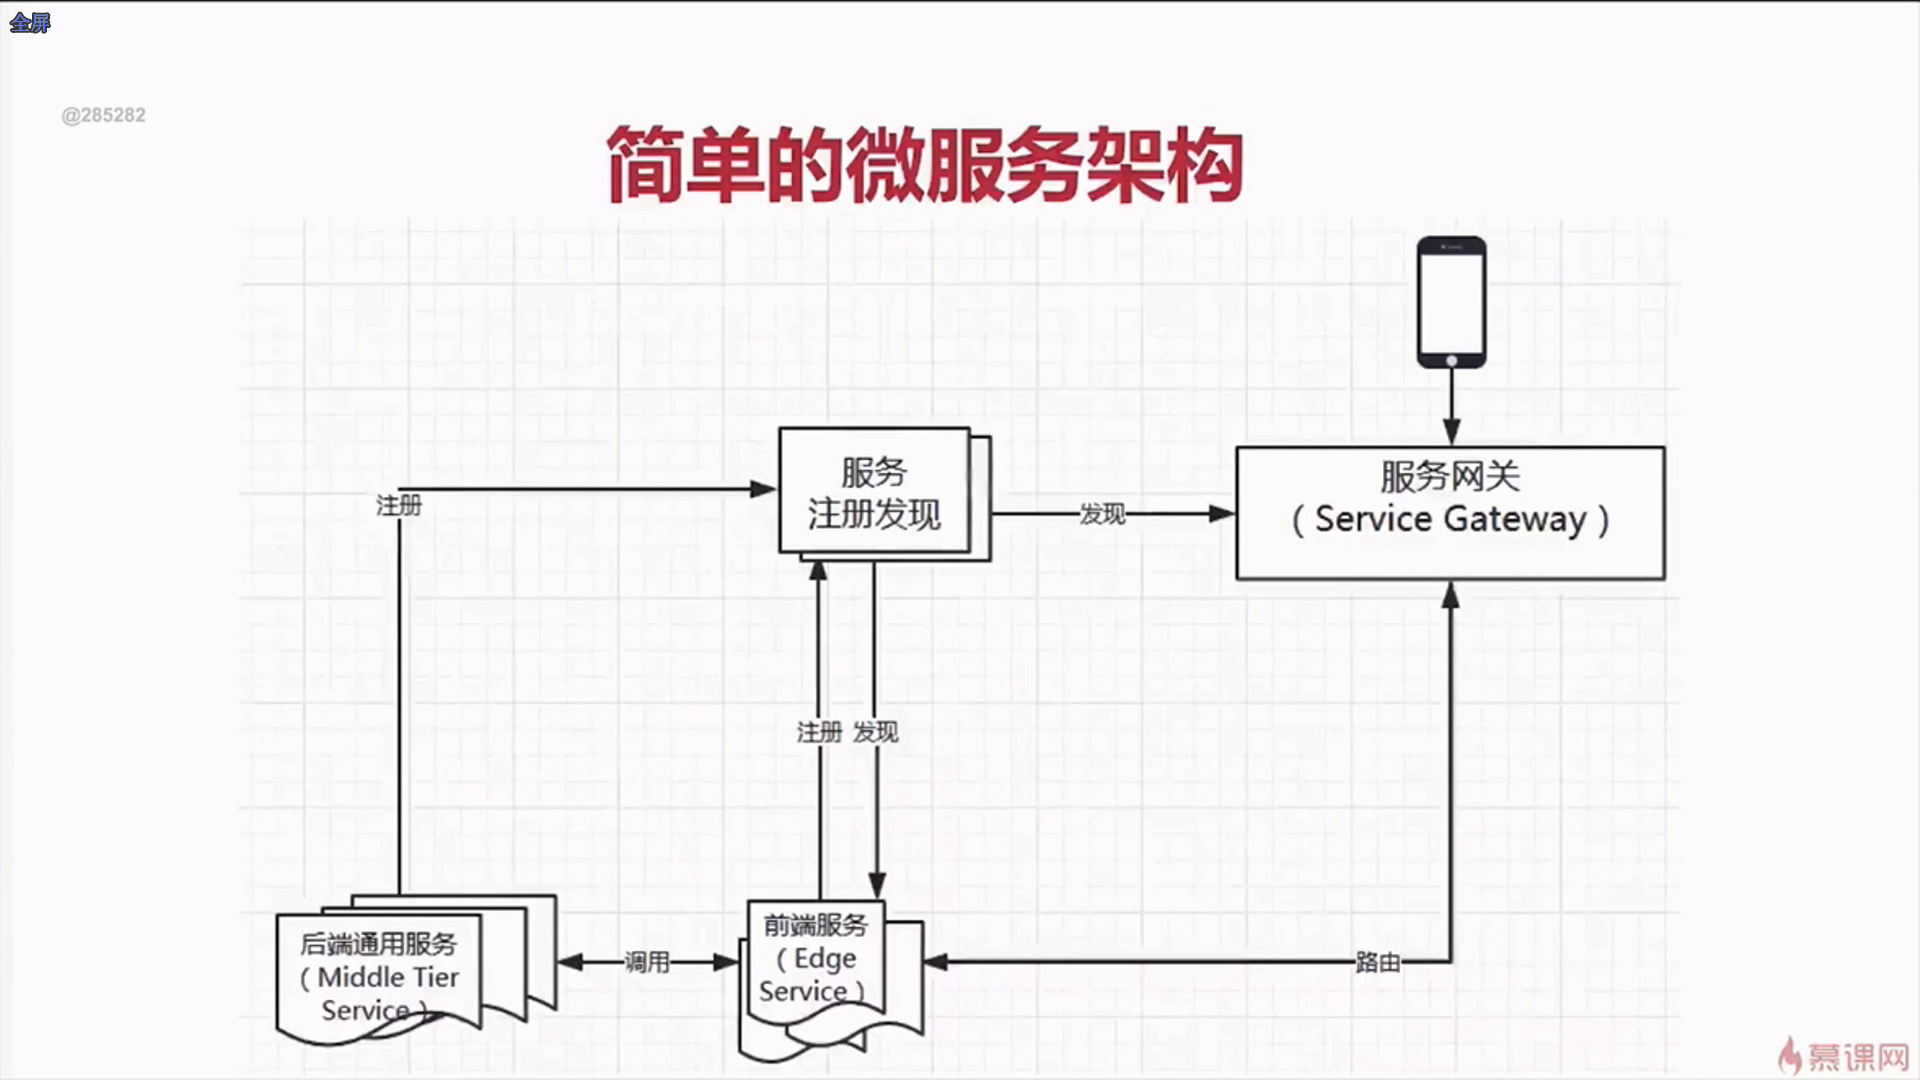 全屏
@285282
简单的微服务架构
服务
注册发现
服务网关
（Service Gateway）
注册
发现
注册
发现
后端通用服务
（Middle Tier
Service）
调用
前端服务
（Edge
Service）
路由
慕课网